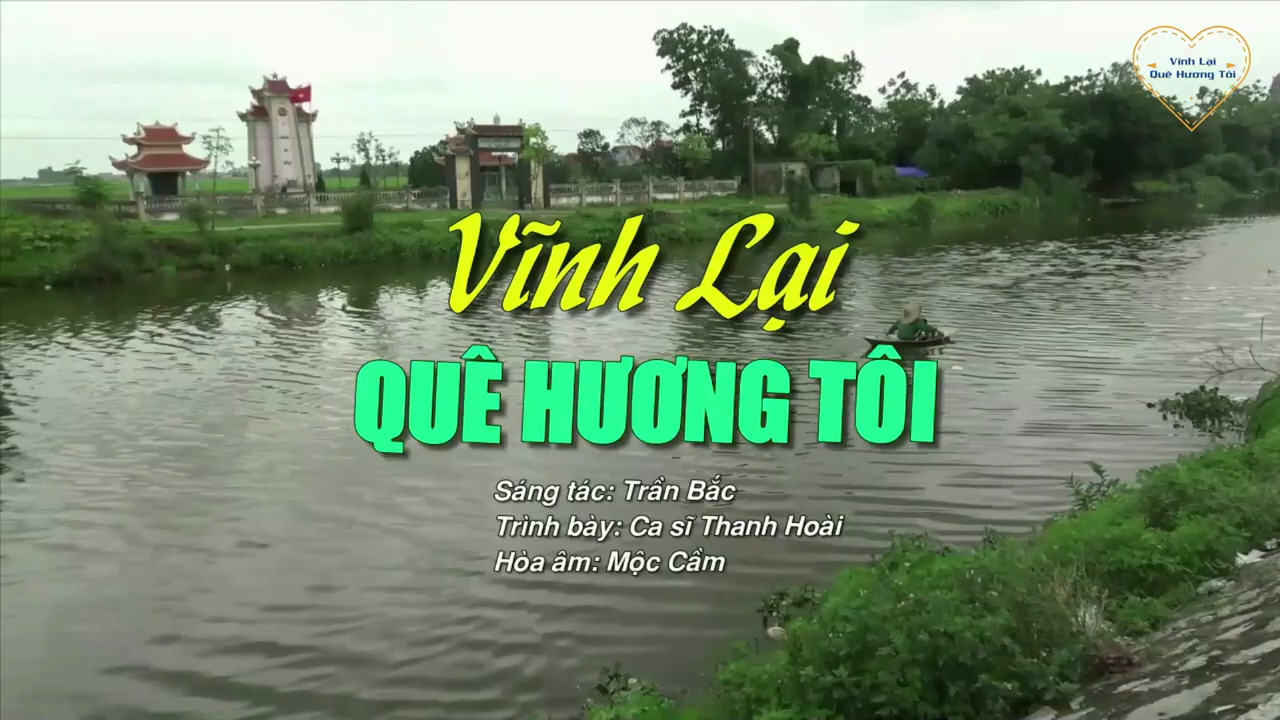 Vĩnh Lại
Quê Hương Tôi
Vĩnh Lại
QUÊ HƯƠNG TÔI
Sáng tác: Trần Bắc
Trình bày: Ca sĩ Thanh Hoài
Hòa âm: Mộc Cầm